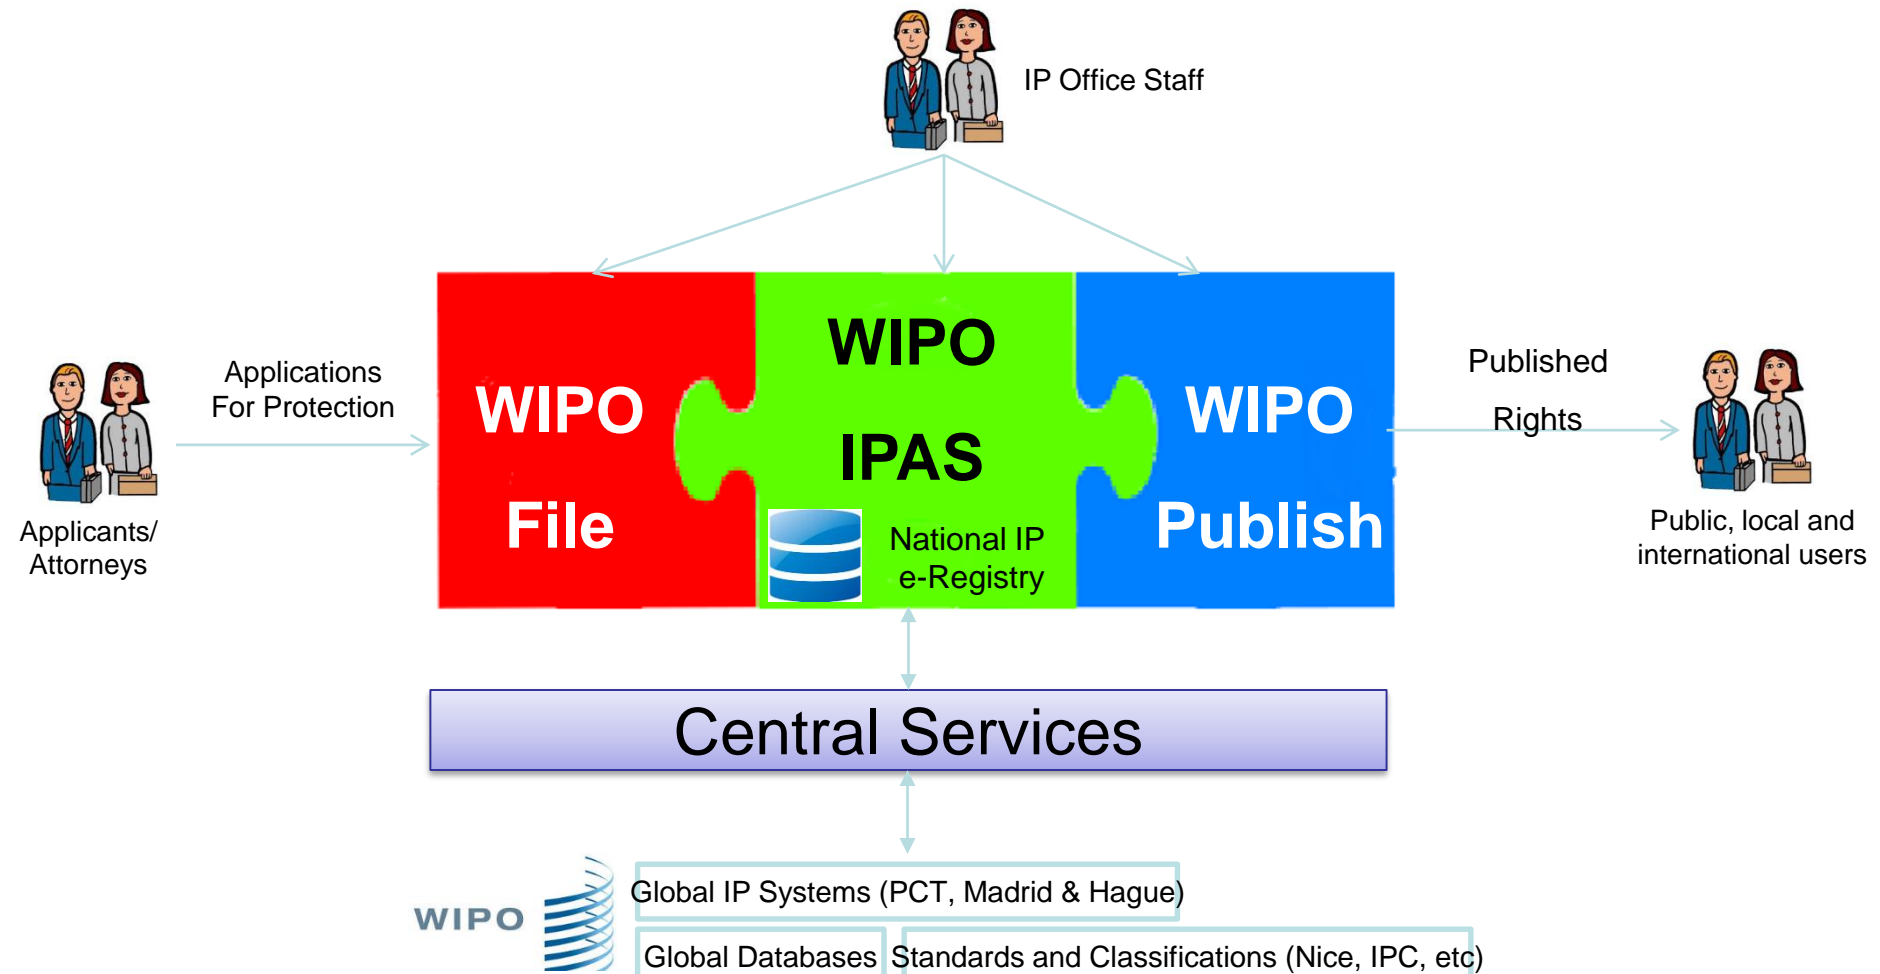 IP Office Staff
Applications
For Protection
Applicants/
Attorneys
WIPO
File
WIPO
IPAS
National IP
e-Registry
WIPO
Publish
Published
Rights
Public, local and
international users
Central Services
WIPO
Global IP Systems (PCT, Madrid & Hague)
Global Databases
Standards and Classifications (Nice, IPC, etc)